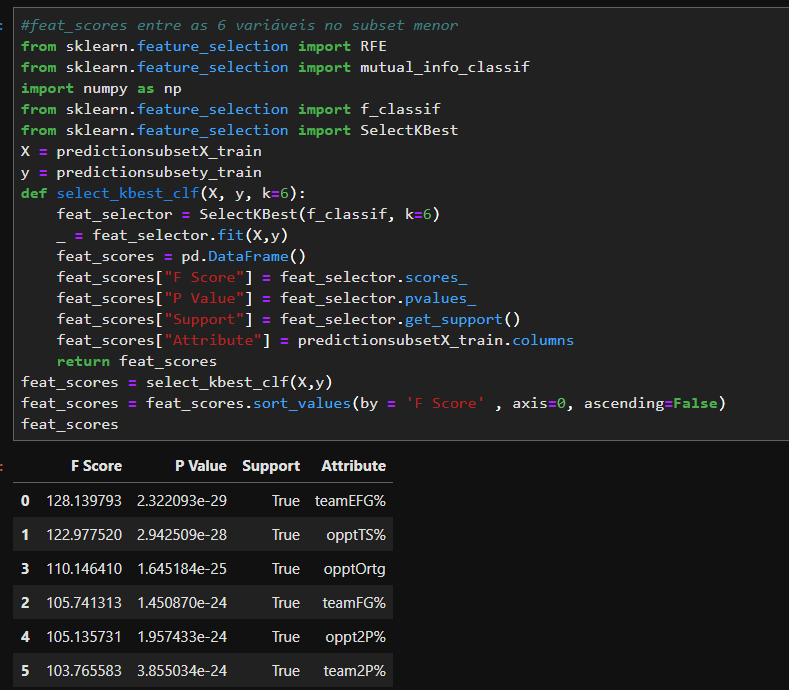 #feat_scores entre as 6 variáveis no subset menor
from sklearn.feature_selection import RFE
from sklearn.feature_selection import mutual_info_classif
import numpy as np
from sklearn.feature_selection import f_classif
from sklearn.feature_selection import SelectKBest
X = predictionsubsetX_train
y = predictionsubsety_train
def select_kbest_clf(X, y, k=6):
    feat_selector = SelectKBest(f_classif, k=6)
    _ = feat_selector.fit(X,y)
    feat_scores = pd.DataFrame()
    feat_scores["F Score"] = feat_selector.scores_
    feat_scores["P Value"] = feat_selector.pvalues_
    feat_scores["Support"] = feat_selector.get_support()
    feat_scores["Attribute"] = predictionsubsetX_train.columns
    return feat_scores
feat_scores = select_kbest_clf(X,y)
feat_scores = feat_scores.sort_values(by = 'F Score' , axis=0, ascending=False)
feat_scores
F Score P Value Support Attribute
0 128.139793 2.322093e-29 True teamEFG%
1 122.977520 2.942509e-28 True opptTS%
3 110.146410 1.645184e-25 True opptOrtg
2 105.741313 1.450870e-24 True teamFG%
4 105.135731 1.957433e-24 True oppt2P%
5 103.765583 3.855034e-24 True team2P%